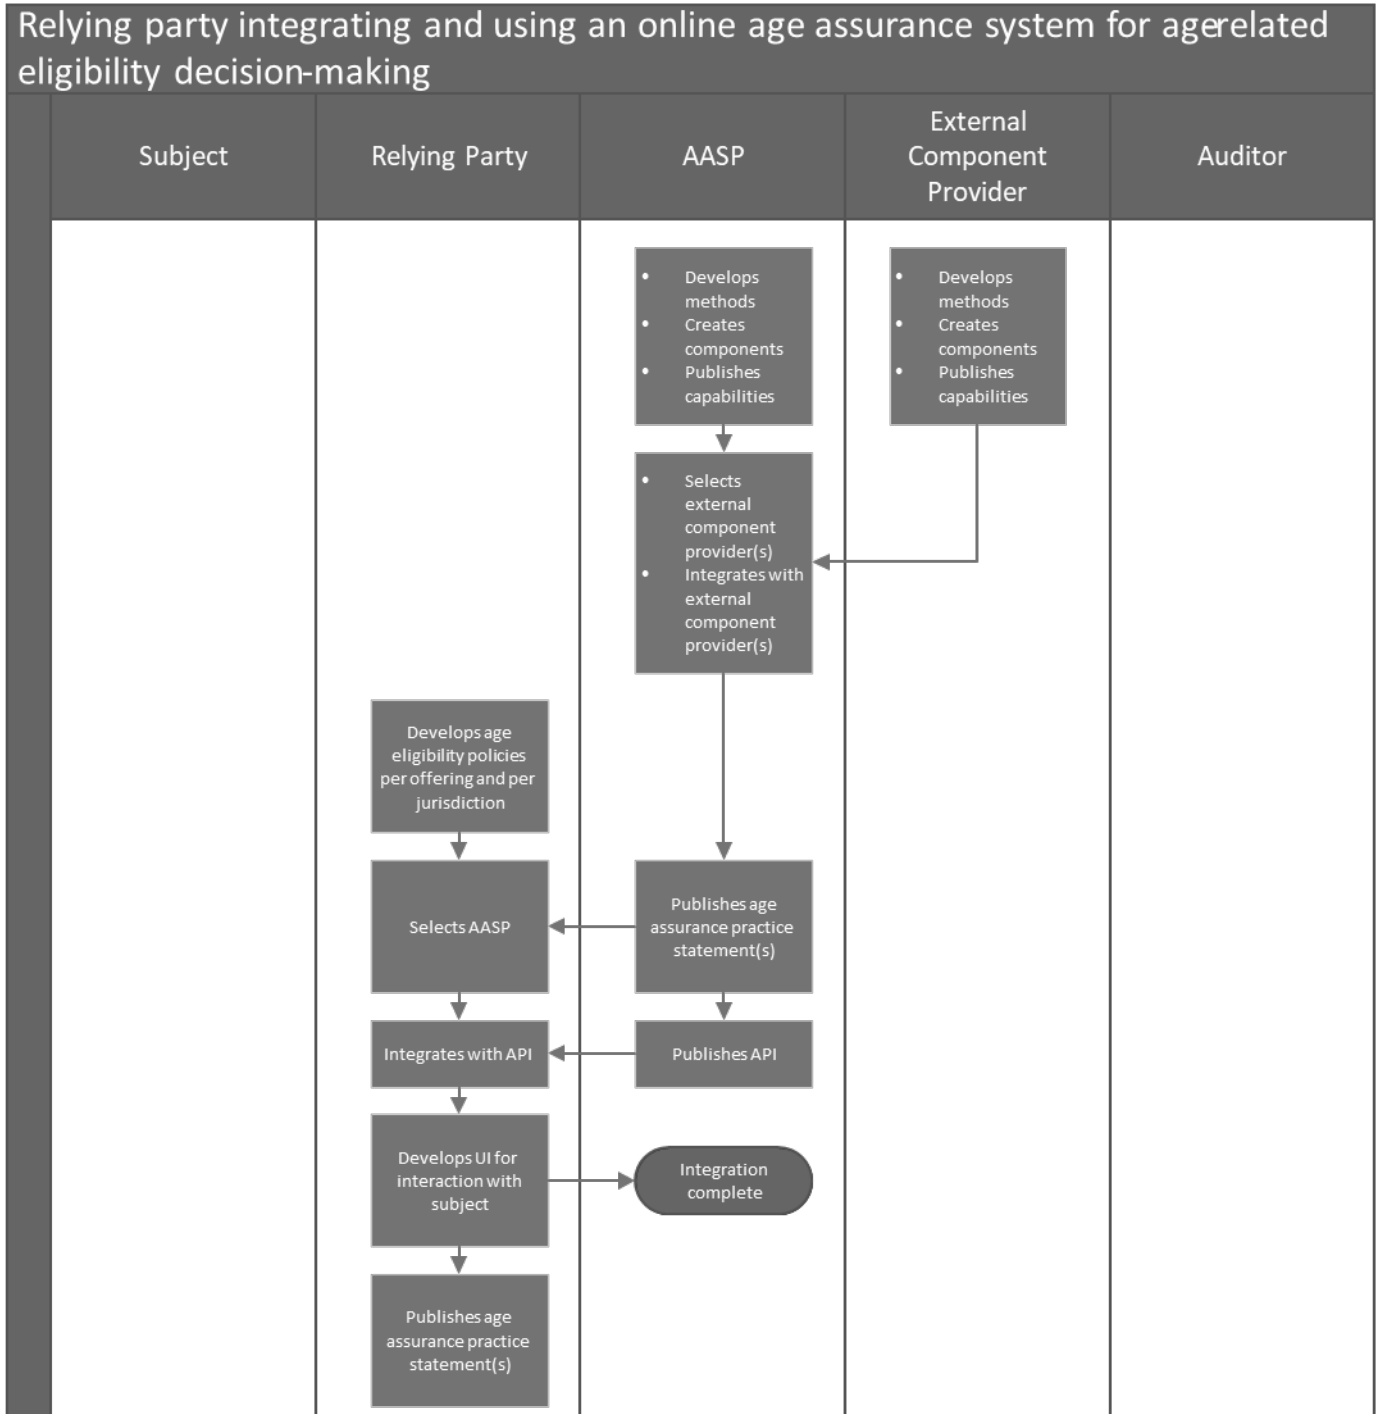 Relying party integrating and using an online age assurance system for agerelated
eligibility decision-making
Subject
Relying Party
AASP
External
Component
Provider
Auditor
• Develops
methods
• Creates
components
• Publishes
capabilities
• Develops
methods
• Creates
components
• Publishes
capabilities
• Selects
external
component
provider(s)
• Integrates with
external
component
provider(s)
Develops age
eligibility policies
per offering and per
jurisdiction
Selects AASP
Publishes age
assurance practice
statement(s)
Integrates with API
Publishes API
Develops UI for
interaction with
subject
Integration
complete
Publishes age
assurance practice
statement(s)